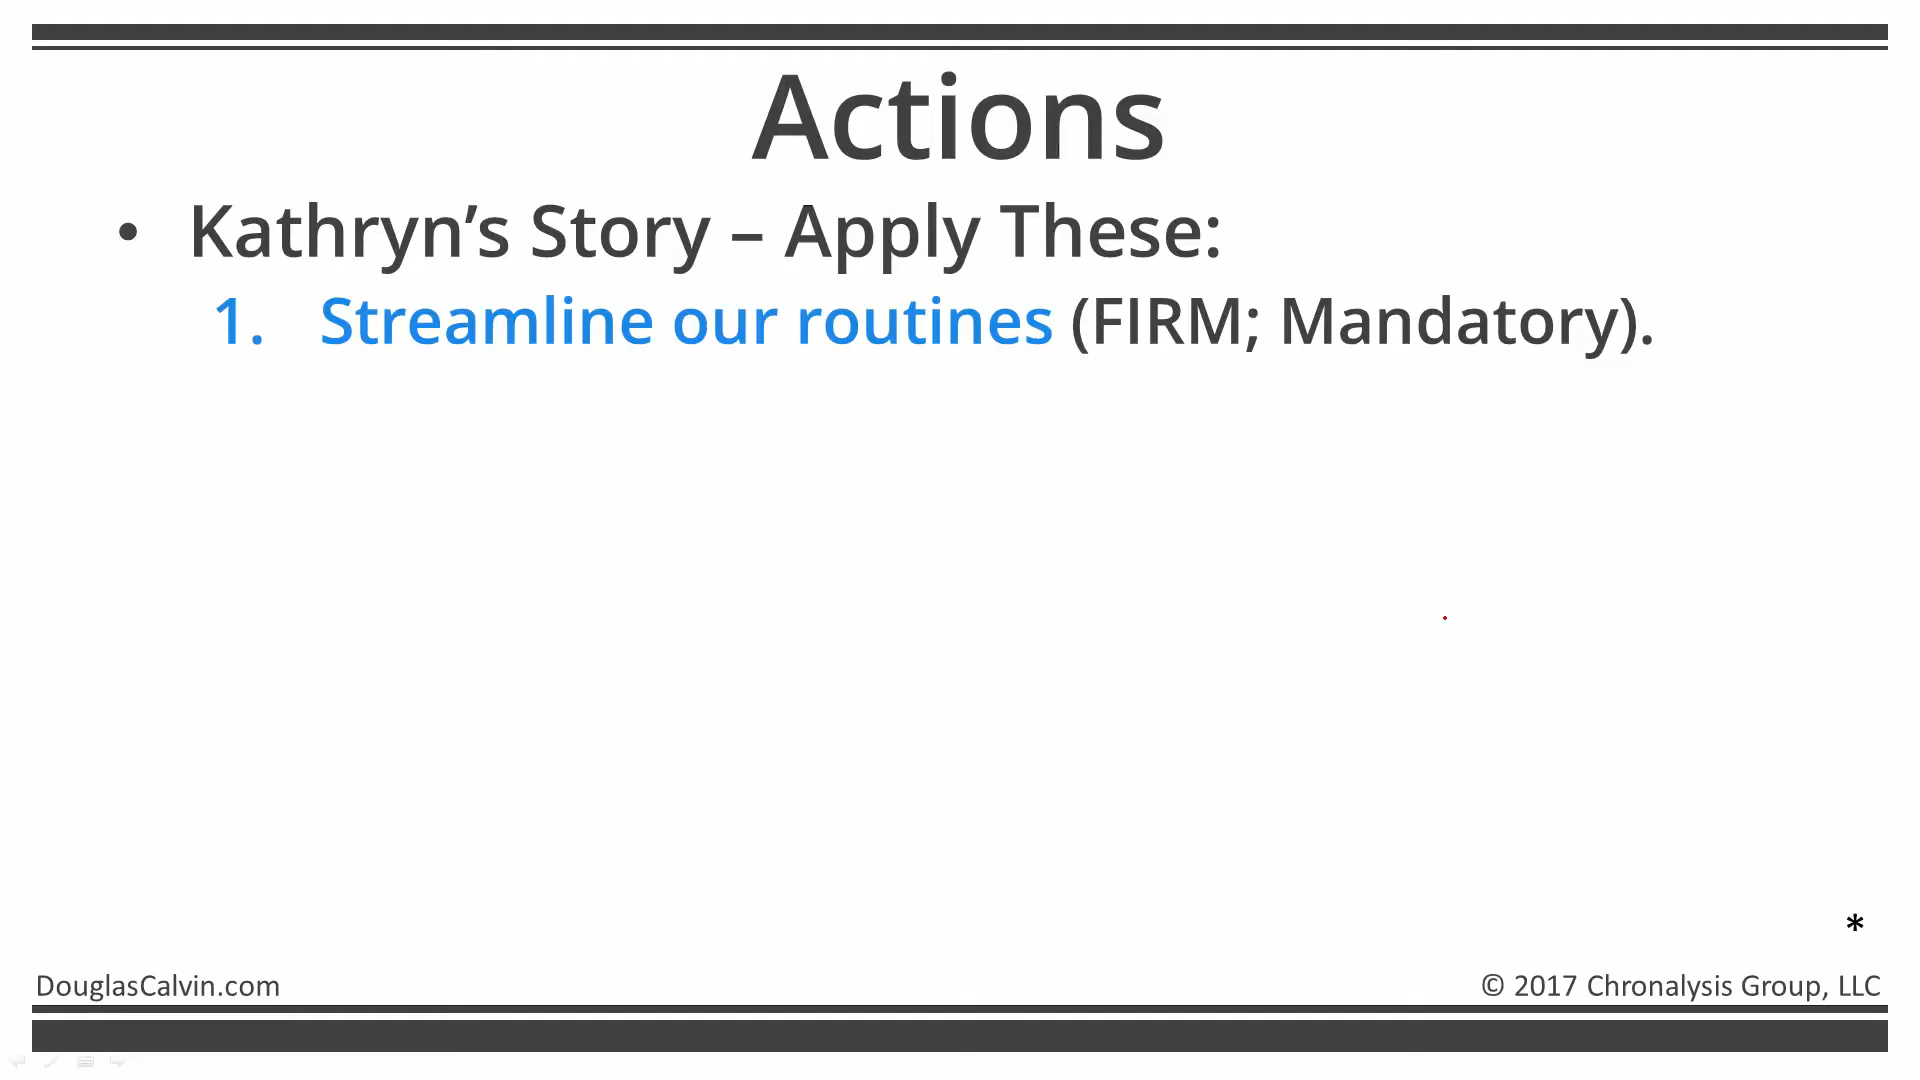 Actions
• Kathryn’s Story – Apply These:
1. Streamline our routines (FIRM; Mandatory).
*
DouglasCalvin.com
© 2017 Chronalysis Group, LLC